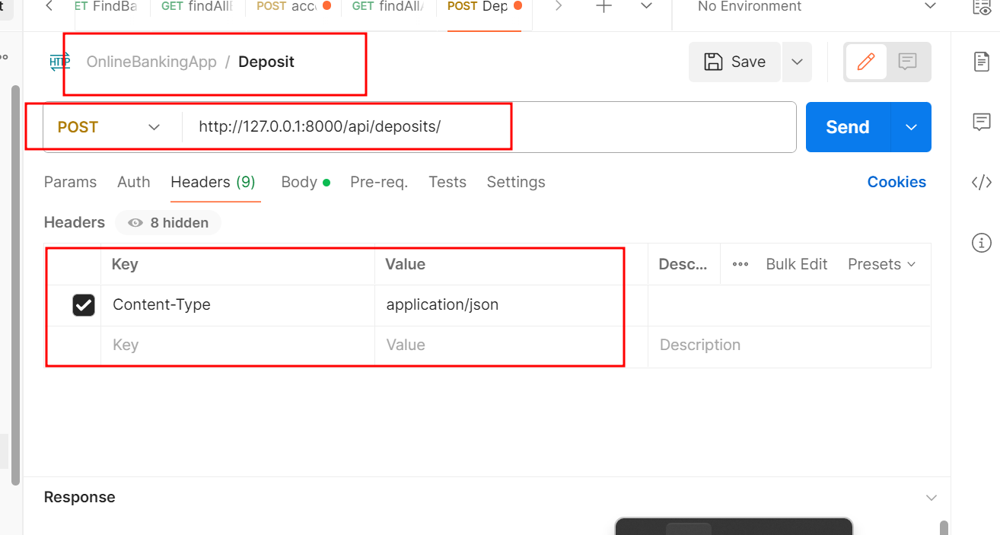 ET FindBa GET findAllE POST acc GET findAll POST Dep No Environment
HTTP OnlineBankingApp / Deposit Save
POST http://127.0.0.1:8000/api/deposits/ Send
Params Auth Headers (9) Body Pre-req. Tests Settings Cookies
Headers 8 hidden
Key Value Desc... Bulk Edit Presets
Content-Type application/json
Key Value Description
Response